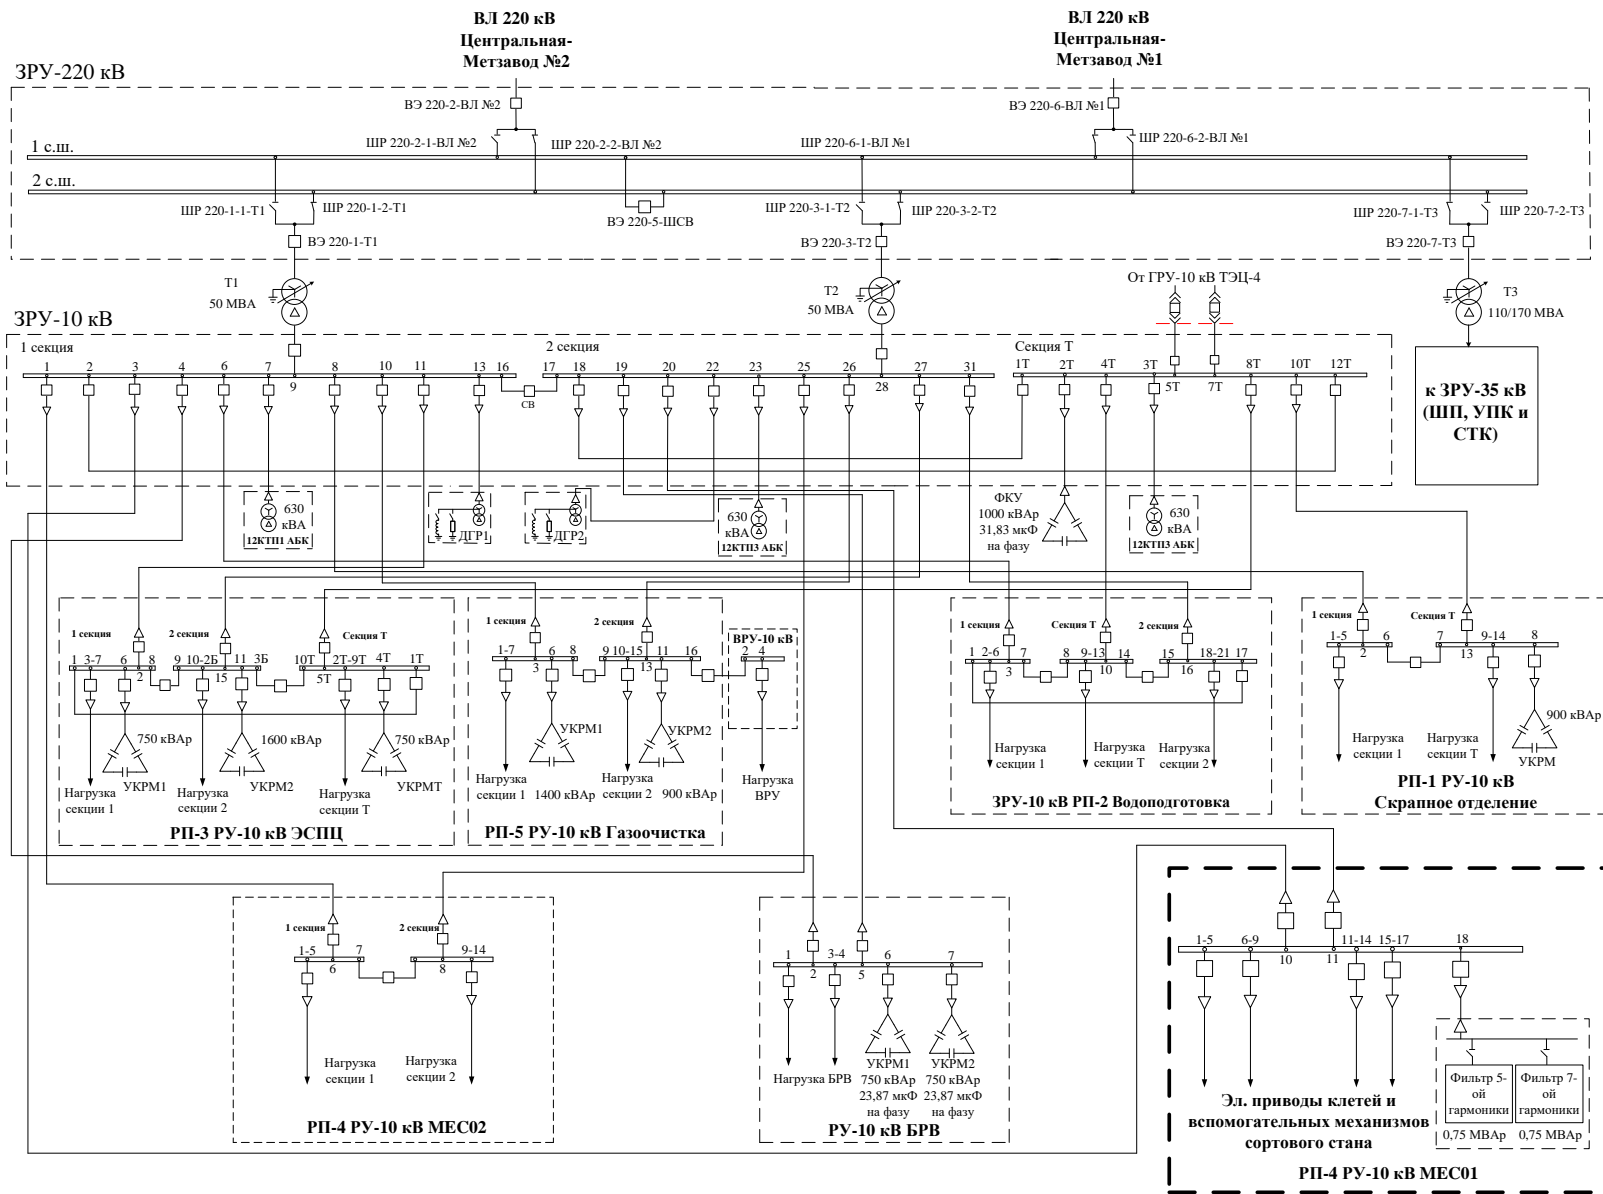 ВЛ 220 кВ
Центральная-
Метзавод №2
ВЛ 220 кВ
Центральная-
Метзавод №1
ЗРУ-220 кВ
ВЭ 220-2-ВЛ №2
ВЭ 220-6-ВЛ №1
ШР 220-2-1-ВЛ №2
ШР 220-2-2-ВЛ №2
ШР 220-6-1-ВЛ №1
ШР 220-6-2-ВЛ №1
1 с.ш.
2 с.ш.
ШР 220-1-1-Т1
ШР 220-1-2-Т1
ВЭ 220-5-ШСВ
ШР 220-3-1-Т2
ШР 220-3-2-Т2
ШР 220-7-1-Т3
ШР 220-7-2-Т3
ВЭ 220-1-Т1
ВЭ 220-3-Т2
ВЭ 220-7-Т3
Т1
50 МВА
Т2
50 МВА
От ГРУ-10 кВ ТЭЦ-4
Т3
110/170 МВА
ЗРУ-10 кВ
1 секция
2 секция
Секция Т
1 2 3 4 6 7 8 10 11 13 16 17 18 19 20 22 23 25 26 27 31 1Т 2Т 4Т 3Т 8Т 10Т 12Т
9 28 5Т 7Т
СВ
к ЗРУ-35 кВ
(ШП, УПК и
СТК)
630
кВА
12КТП1 АБК
ДГР1
ДГР2
630
кВА
12КТП3 АБК
ФКУ
1000 кВАр
31,83 мкФ
на фазу
630
кВА
12КТП3 АБК
1 секция
2 секция
Секция Т
1 3-7 6 8 9 10-2Б 11 3Б 10Т 2Т-9Т 4Т 1Т
2 15 5Т
750 кВАр
1600 кВАр
750 кВАр
УКРМ1
УКРМ2
УКРМТ
Нагрузка
секции 1
Нагрузка
секции 2
Нагрузка
секции Т
РП-3 РУ-10 кВ ЭСПЦ
1 секция
2 секция
1-7 6 8 9 10-15 11 16
3 13
УКРМ1
УКРМ2
Нагрузка
секции 1
1400 кВАр
Нагрузка
секции 2
900 кВАр
РП-5 РУ-10 кВ Газоочистка
ВРУ-10 кВ
2 4
Нагрузка
ВРУ
1 секция
Секция Т
2 секция
1 2-6 7 8 9-13 14 15 18-21 17
3 10 16
Нагрузка
секции 1
Нагрузка
секции Т
Нагрузка
секции 2
ЗРУ-10 кВ РП-2 Водоподготовка
1 секция
Секция Т
1-5 6 7 9-14 8
2 13
900 кВАр
Нагрузка
секции 1
Нагрузка
секции Т
УКРМ
РП-1 РУ-10 кВ
Скрапное отделение
1 секция
2 секция
1-5 7 9-14
6 8
Нагрузка
секции 1
Нагрузка
секции 2
РП-4 РУ-10 кВ МЕС02
1 3-4 6 7
2 5
Нагрузка БРВ
УКРМ1
750 кВАр
23,87 мкФ
на фазу
УКРМ2
750 кВАр
23,87 мкФ
на фазу
РУ-10 кВ БРВ
1-5 6-9 11-14 15-17 18
10 11
Фильтр 5-
ой
гармоники
Фильтр 7-
ой
гармоники
0,75 МВАр
0,75 МВАр
Эл. приводы клетей и
вспомогательных механизмов
сортового стана
РП-4 РУ-10 кВ МЕС01